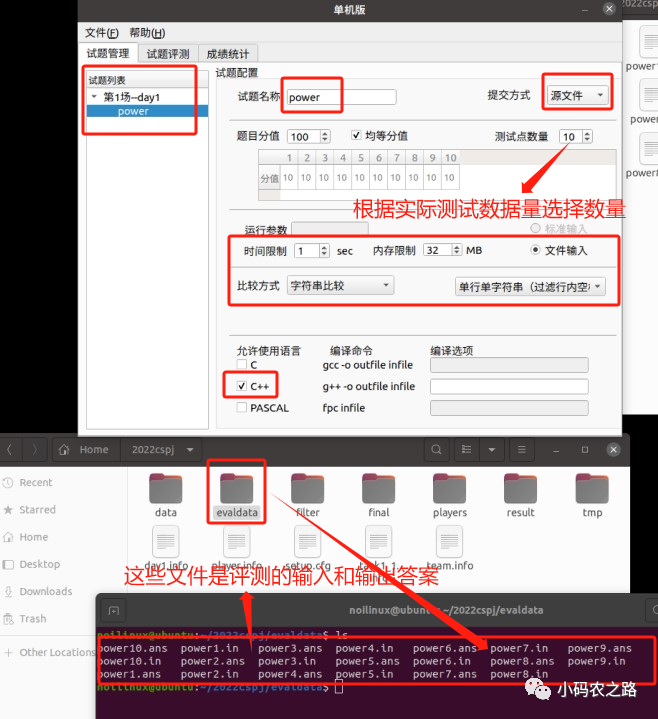 单机版
文件(F) 帮助(H)
试题管理 试题评测 成绩统计
试题列表
第1场--day1
power
试题配置
试题名称 power 提交方式 源文件
题目分值 100 均等分值 测试点数量 10
1 2 3 4 5 6 7 8 9 10
分值 10 10 10 10 10 10 10 10 10 10
根据实际测试数据量选择数量
运行参数 标准输入
时间限制 1 sec 内存限制 32 MB 文件输入
比较方式 字符串比较 单行单字符串（过滤行内空
允许使用语言 编译命令 编译选项
C gcc -o outfile infile
C++ g++ -o outfile infile
PASCAL fpc infile
2022csp
power1
power
power8
Home 2022cspj
Recent
Starred
Home
Desktop
Downloads
Trash
Other Locations
data evaldata filter final players result tmp
day1.info player.info setup.cfg team.info
这些文件是评测的输入和输出答案
noilinux@ubuntu:~/2022cspj/evaldata
noilinux@ubuntu:~/2022cspj/evaldata$ ls
power10.ans power1.in power3.ans power4.in power6.ans power7.in power9.ans
power10.in power2.ans power3.in power5.ans power6.in power8.ans power9.in
power1.ans power2.in power4.ans power5.in power7.ans power8.in
noilinux@ubuntu:~/2022cspj/evaldata$
小码农之路